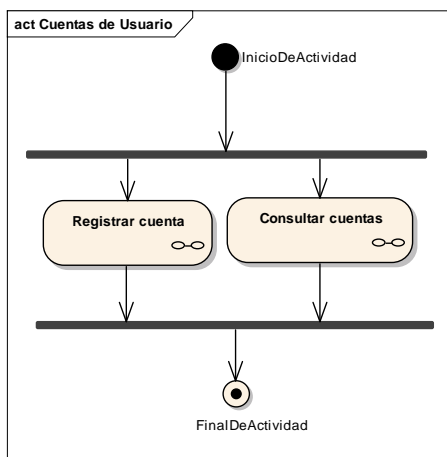 act Cuentas de Usuario
InicioDeActividad
Registrar cuenta
Consultar cuentas
FinalDeActividad